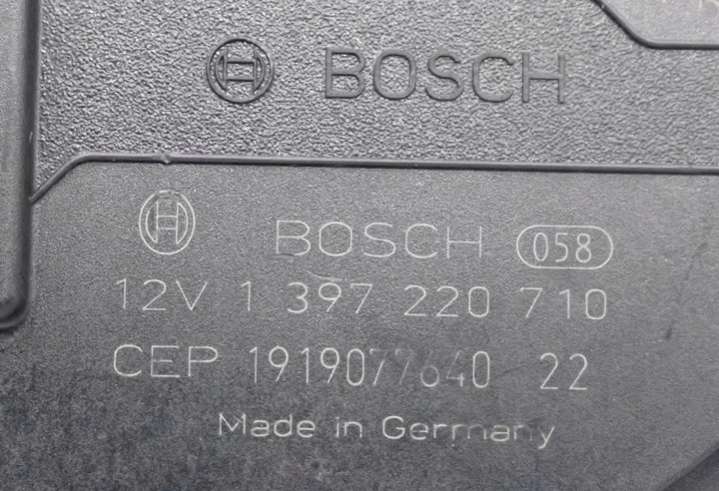 BOSCH
BOSCH 058
12V 1 397 220 710
CEP 1919077640 22
Made in Germany